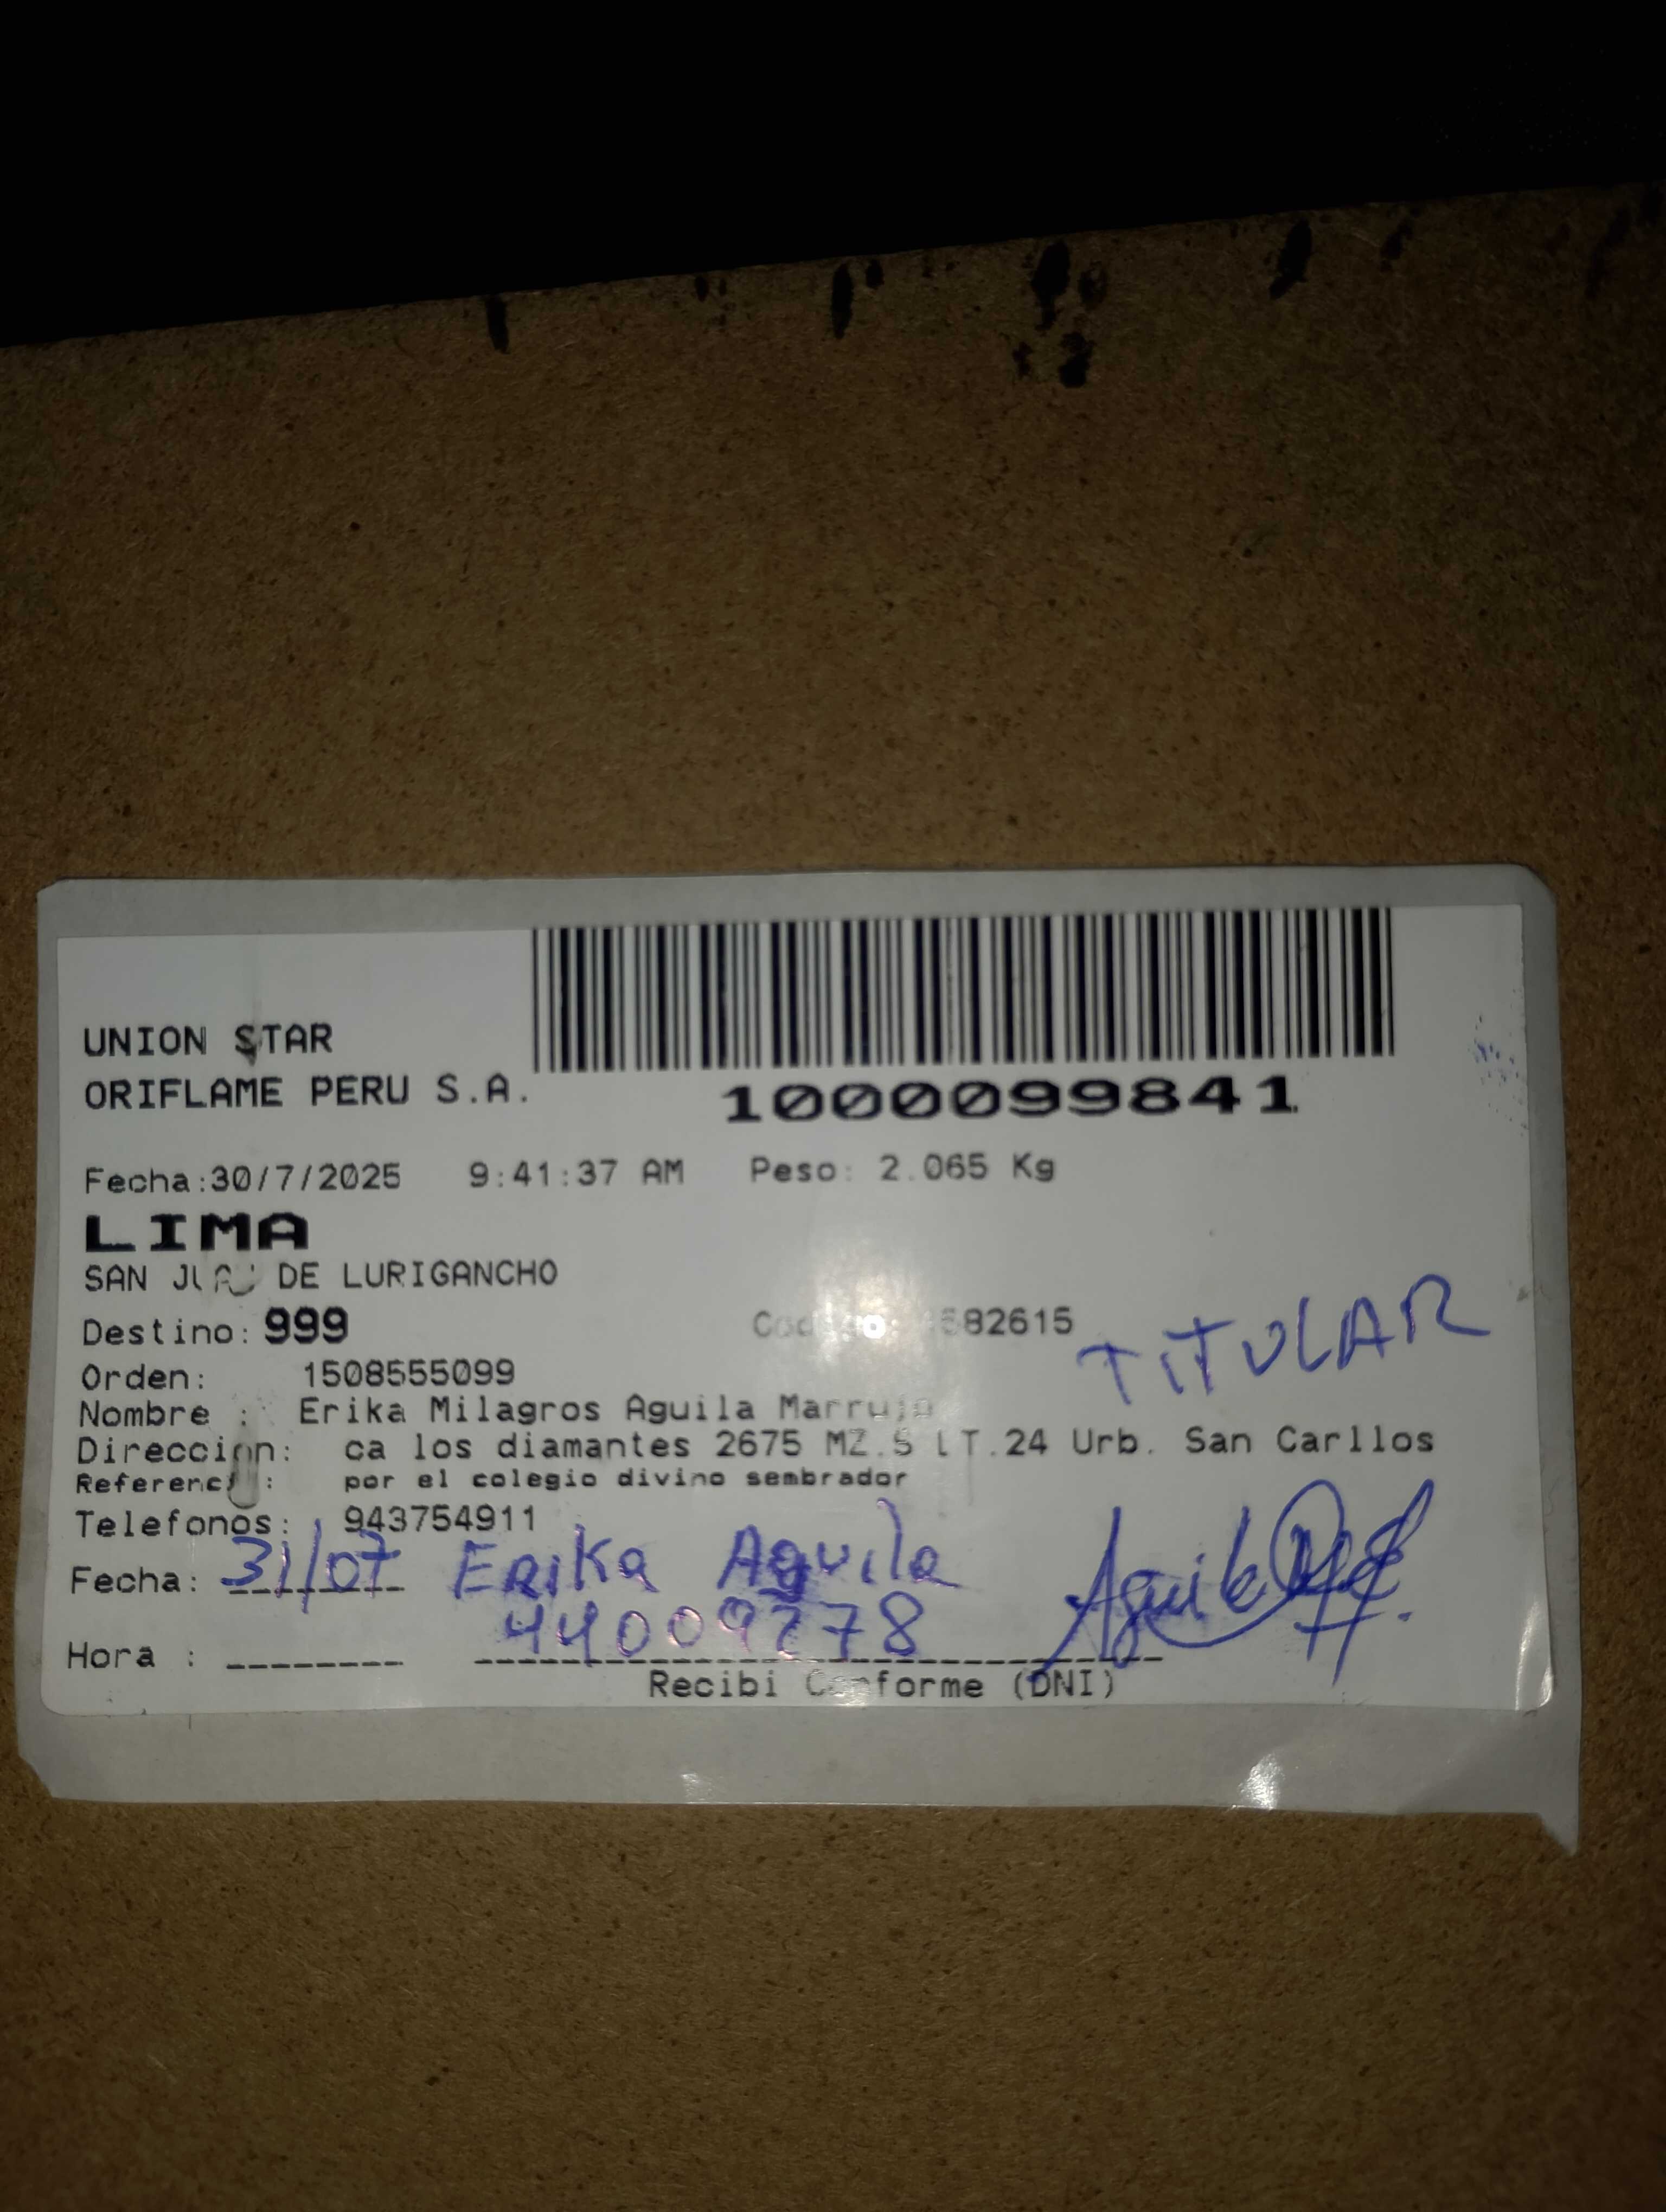 UNION STAR
ORIFLAME PERU S.A.
1000099841
Fecha:30/7/2025 9:41:37 AM Peso: 2.065 Kg
LIMA
SAN JUAN DE LURIGANCHO
Destino: 999
TITULAR
Orden: 1508555099
Nombre : Erika Milagros Aguila Marrujo
Direccion: ca los diamantes 2675 MZ.S LT.24 Urb. San Carllos
Referencia: por el colegio divino sembrador
Telefonos: 943754911
Fecha: 31/07 Erika Aguila
Hora :
Recibi Conforme (DNI)